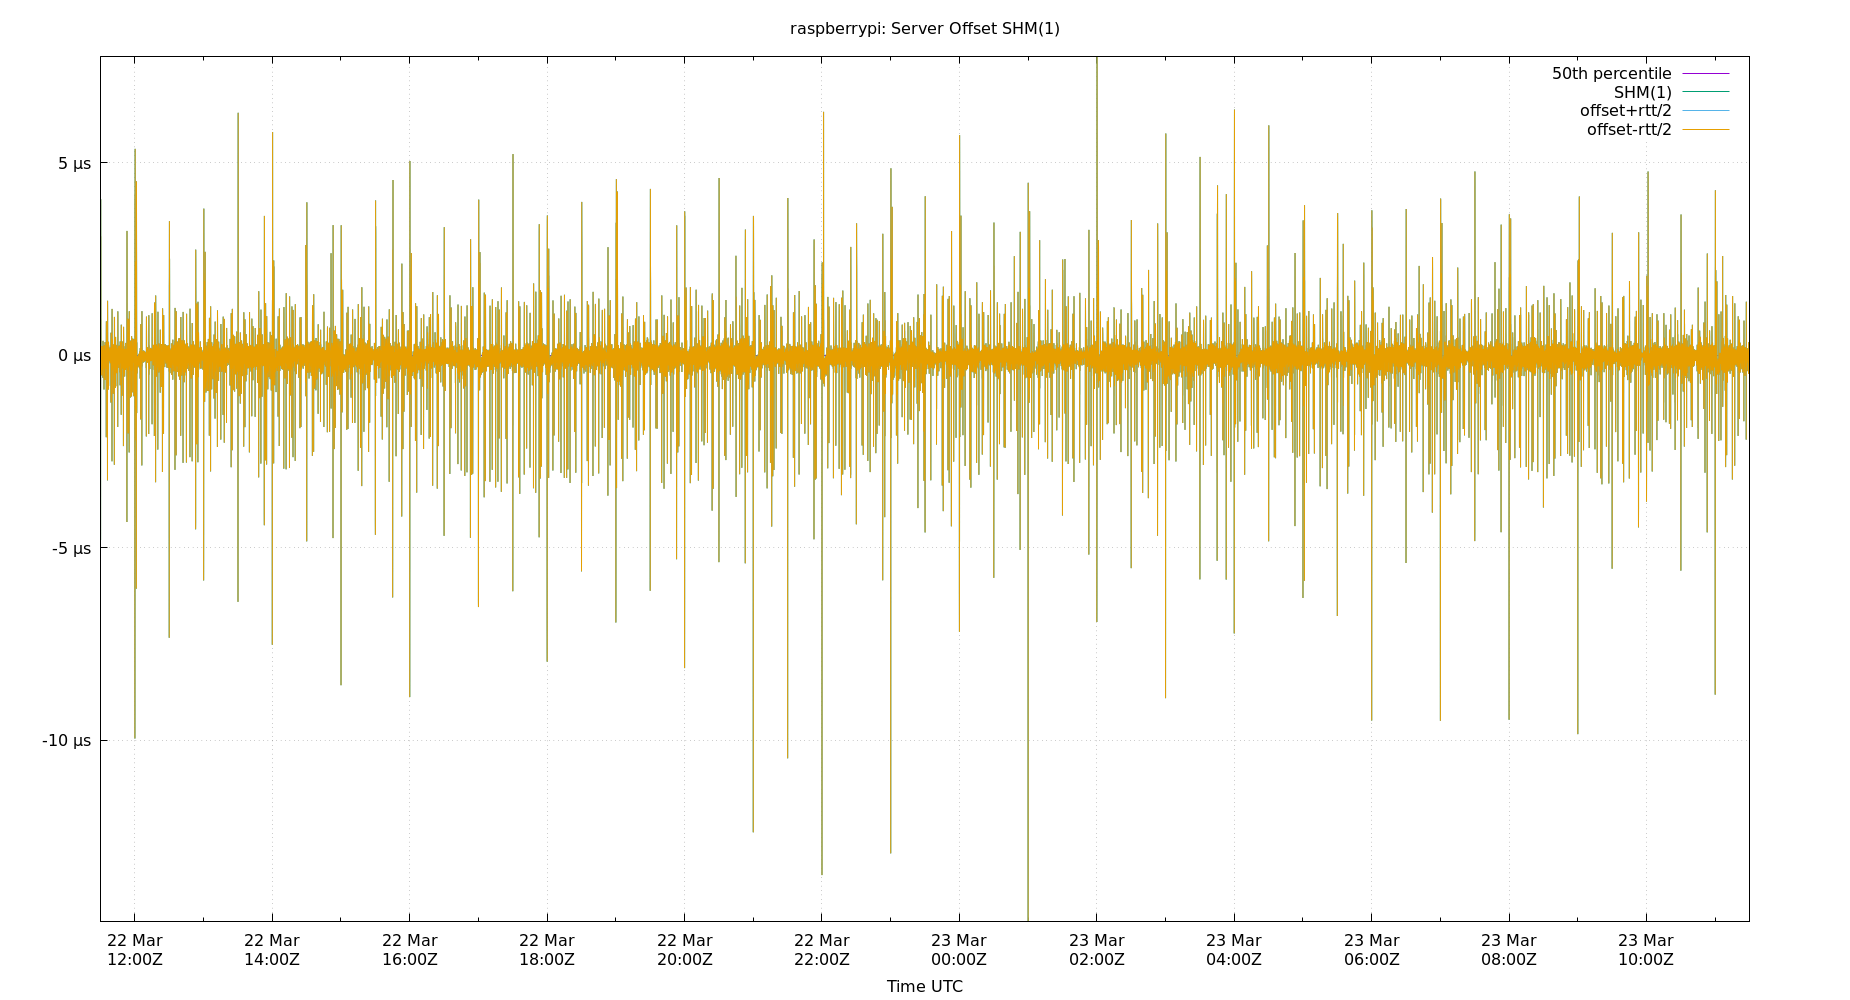 raspberrypi: Server Offset SHM(1)
50th percentile
SHM(1)
offset+rtt/2
offset-rtt/2
5 µs
0 µs
-5 µs
-10 µs
22 Mar 22 Mar 22 Mar 22 Mar 22 Mar 22 Mar 23 Mar 23 Mar 23 Mar 23 Mar 23 Mar 23 Mar
12:00Z 14:00Z 16:00Z 18:00Z 20:00Z 22:00Z 00:00Z 02:00Z 04:00Z 06:00Z 08:00Z 10:00Z
Time UTC